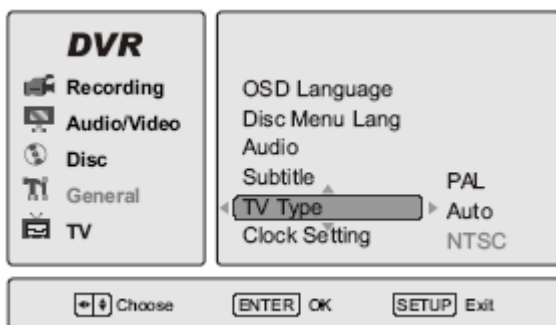 DVR
Recording
Audio/Video
Disc
General
TV
OSD Language
Disc Menu Lang
Audio
Subtitle
TV Type
Clock Setting
PAL
Auto
NTSC
Choose
ENTER OK
SETUP Exit